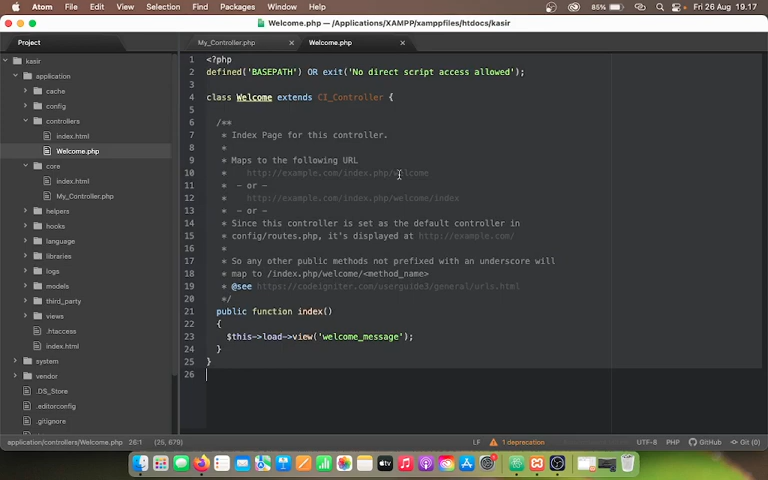 Atom File Edit View Selection Find Packages Window Help 85% Fri 26 Aug 19.17
Welcome.php — /Applications/XAMPP/xamppfiles/htdocs/kasir
Project
My_Controller.php
Welcome.php
kasir
application
cache
config
controllers
index.html
Welcome.php
core
index.html
My_Controller.php
helpers
hooks
language
libraries
logs
models
third_party
views
.htaccess
index.html
system
vendor
.DS_Store
.editorconfig
.gitignore
1 <?php
2 defined('BASEPATH') OR exit('No direct script access allowed');
3
4 class Welcome extends CI_Controller {
5
6 /**
7 * Index Page for this controller.
8 *
9 * Maps to the following URL
10 * http://example.com/index.php/welcome
11 * - or -
12 * http://example.com/index.php/welcome/index
13 * - or -
14 * Since this controller is set as the default controller in
15 * config/routes.php, it's displayed at http://example.com/
16 *
17 * So any other public methods not prefixed with an underscore will
18 * map to /index.php/welcome/<method_name>
19 * @see https://codeigniter.com/userguide3/general/urls.html
20 */
21 public function index()
22 {
23 $this->load->view('welcome_message');
24 }
25 }
26
application/controllers/Welcome.php 26:1 (25, 679) LF 1 deprecation UTF-8 PHP GitHub Git (0)